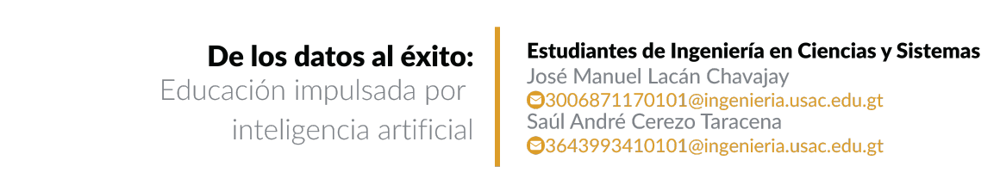 De los datos al éxito:
Educación impulsada por
inteligencia artificial
Estudiantes de Ingeniería en Ciencias y Sistemas
José Manuel Lacán Chavajay
3006871170101@ingenieria.usac.edu.gt
Saúl André Cerezo Taracena
3643993410101@ingenieria.usac.edu.gt